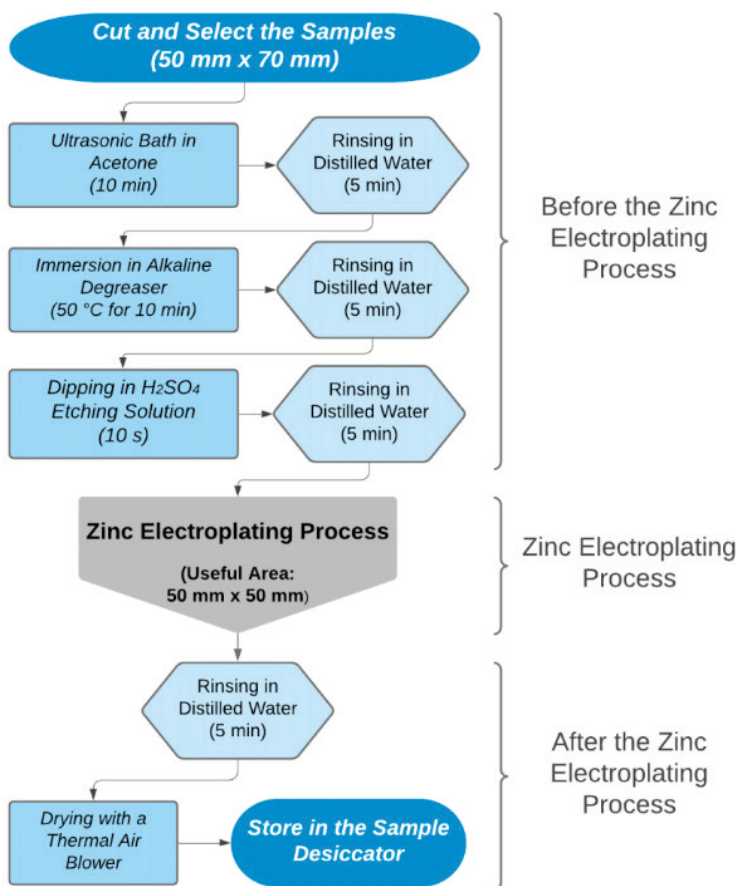 Cut and Select the Samples
(50 mm x 70 mm)
Ultrasonic Bath in
Acetone
(10 min)
Rinsing in
Distilled Water
(5 min)
Immersion in Alkaline
Degreaser
(50 °C for 10 min)
Rinsing in
Distilled Water
(5 min)
Dipping in H₂SO₄
Etching Solution
(10 s)
Rinsing in
Distilled Water
(5 min)
Before the Zinc
Electroplating
Process
Zinc Electroplating Process
(Useful Area:
50 mm x 50 mm)
Zinc Electroplating
Process
Rinsing in
Distilled Water
(5 min)
Drying with a
Thermal Air
Blower
Store in the Sample
Desiccator
After the Zinc
Electroplating
Process